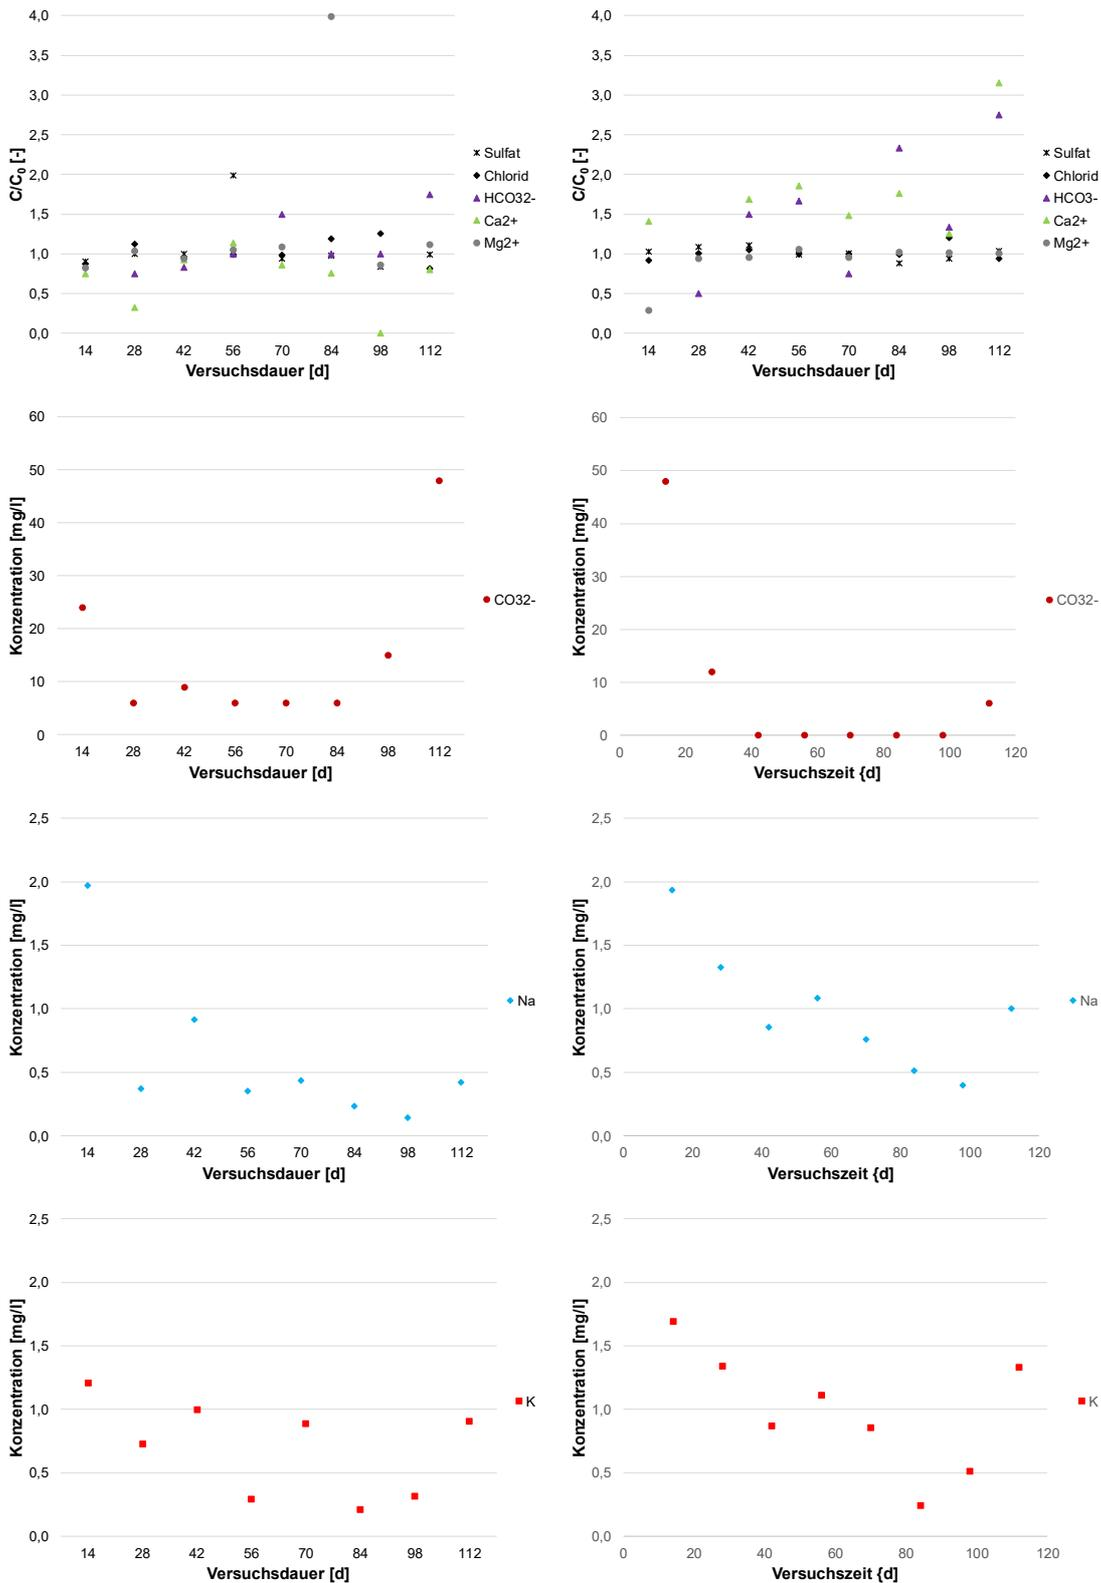 4,0
3,5
3,0
2,5
2,0
1,5
1,0
0,5
0,0
C/C0 [-]
14 28 42 56 70 84 98 112
Versuchsdauer [d]
Sulfat
Chlorid
HCO32-
Ca2+
Mg2+
4,0
3,5
3,0
2,5
2,0
1,5
1,0
0,5
0,0
C/C0 [-]
14 28 42 56 70 84 98 112
Versuchsdauer [d]
Sulfat
Chlorid
HCO3-
Ca2+
Mg2+
60
50
40
30
20
10
0
Konzentration [mg/l]
14 28 42 56 70 84 98 112
Versuchsdauer [d]
CO32-
60
50
40
30
20
10
0
Konzentration [mg/l]
0 20 40 60 80 100 120
Versuchszeit {d]
CO32-
2,5
2,0
1,5
1,0
0,5
0,0
Konzentration [mg/l]
14 28 42 56 70 84 98 112
Versuchsdauer [d]
Na
2,5
2,0
1,5
1,0
0,5
0,0
Konzentration [mg/l]
0 20 40 60 80 100 120
Versuchszeit {d]
Na
2,5
2,0
1,5
1,0
0,5
0,0
Konzentration [mg/l]
14 28 42 56 70 84 98 112
Versuchsdauer [d]
K
2,5
2,0
1,5
1,0
0,5
0,0
Konzentration [mg/l]
0 20 40 60 80 100 120
Versuchszeit {d]
K